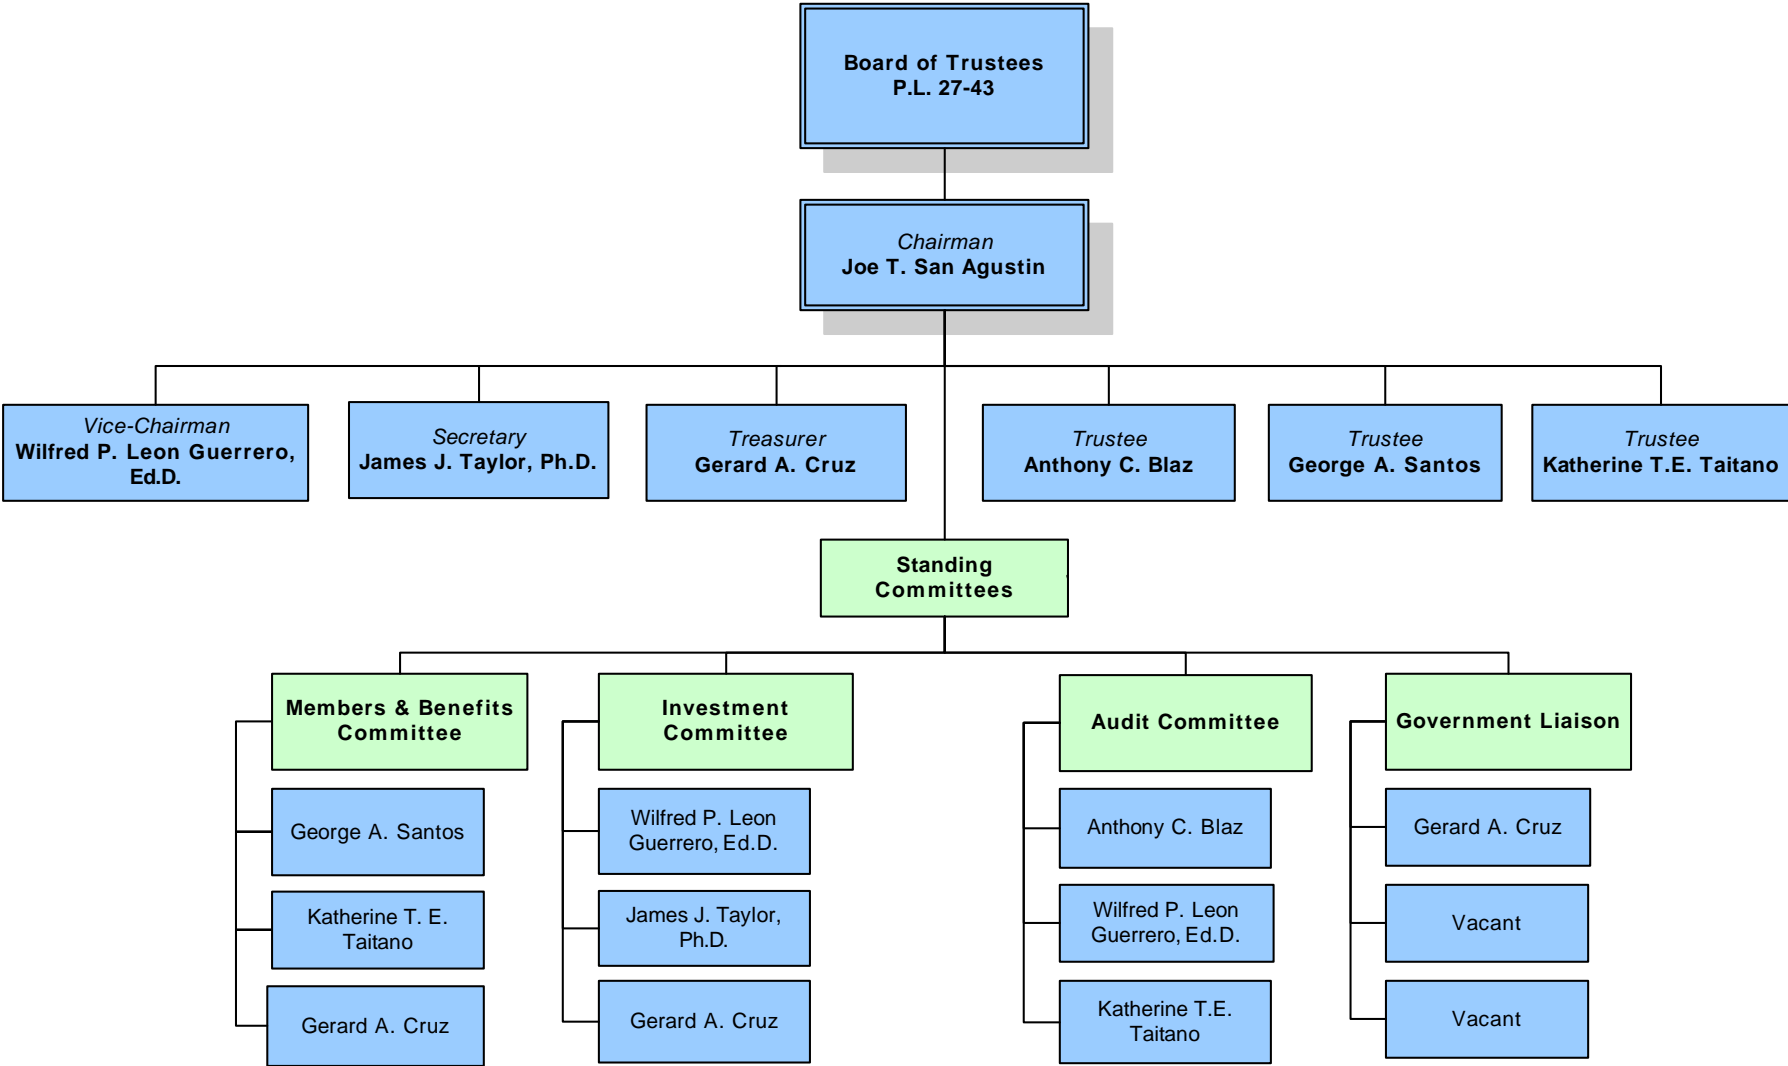 Board of Trustees
P.L. 27-43
Chairman
Joe T. San Agustin
Vice-Chairman
Wilfred P. Leon Guerrero,
Ed.D.
Secretary
James J. Taylor, Ph.D.
Treasurer
Gerard A. Cruz
Trustee
Anthony C. Blaz
Trustee
George A. Santos
Trustee
Katherine T.E. Taitano
Standing
Committees
Members & Benefits
Committee
George A. Santos
Katherine T. E.
Taitano
Gerard A. Cruz
Investment
Committee
Wilfred P. Leon
Guerrero, Ed.D.
James J. Taylor,
Ph.D.
Gerard A. Cruz
Audit Committee
Anthony C. Blaz
Wilfred P. Leon
Guerrero, Ed.D.
Katherine T.E.
Taitano
Government Liaison
Gerard A. Cruz
Vacant
Vacant